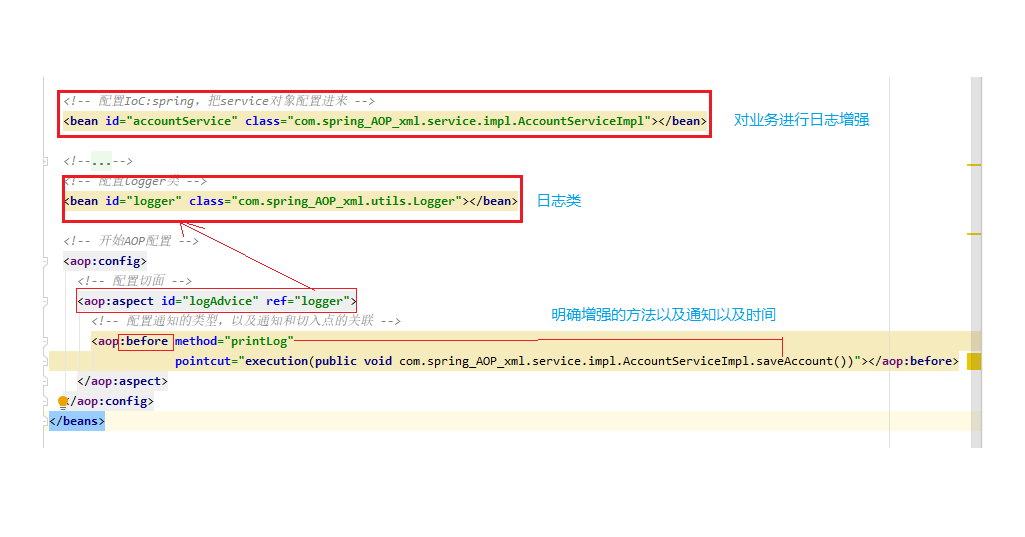 <!-- 配置IoC:spring，把service对象配置进来 -->
<bean id="accountService" class="com.spring_AOP_xml.service.impl.AccountServiceImpl"></bean>
对业务进行日志增强
<!--...-->
<!-- 配置Logger类 -->
<bean id="logger" class="com.spring_AOP_xml.utils.Logger"></bean>
日志类
<!-- 开始AOP配置 -->
<aop:config>
<!-- 配置切面 -->
<aop:aspect id="logAdvice" ref="logger">
明确增强的方法以及通知以及时间
<!-- 配置通知的类型，以及通知和切入点的关联 -->
<aop:before method="printLog"
pointcut="execution(public void com.spring_AOP_xml.service.impl.AccountServiceImpl.saveAccount())"></aop:before>
</aop:aspect>
</aop:config>
</beans>